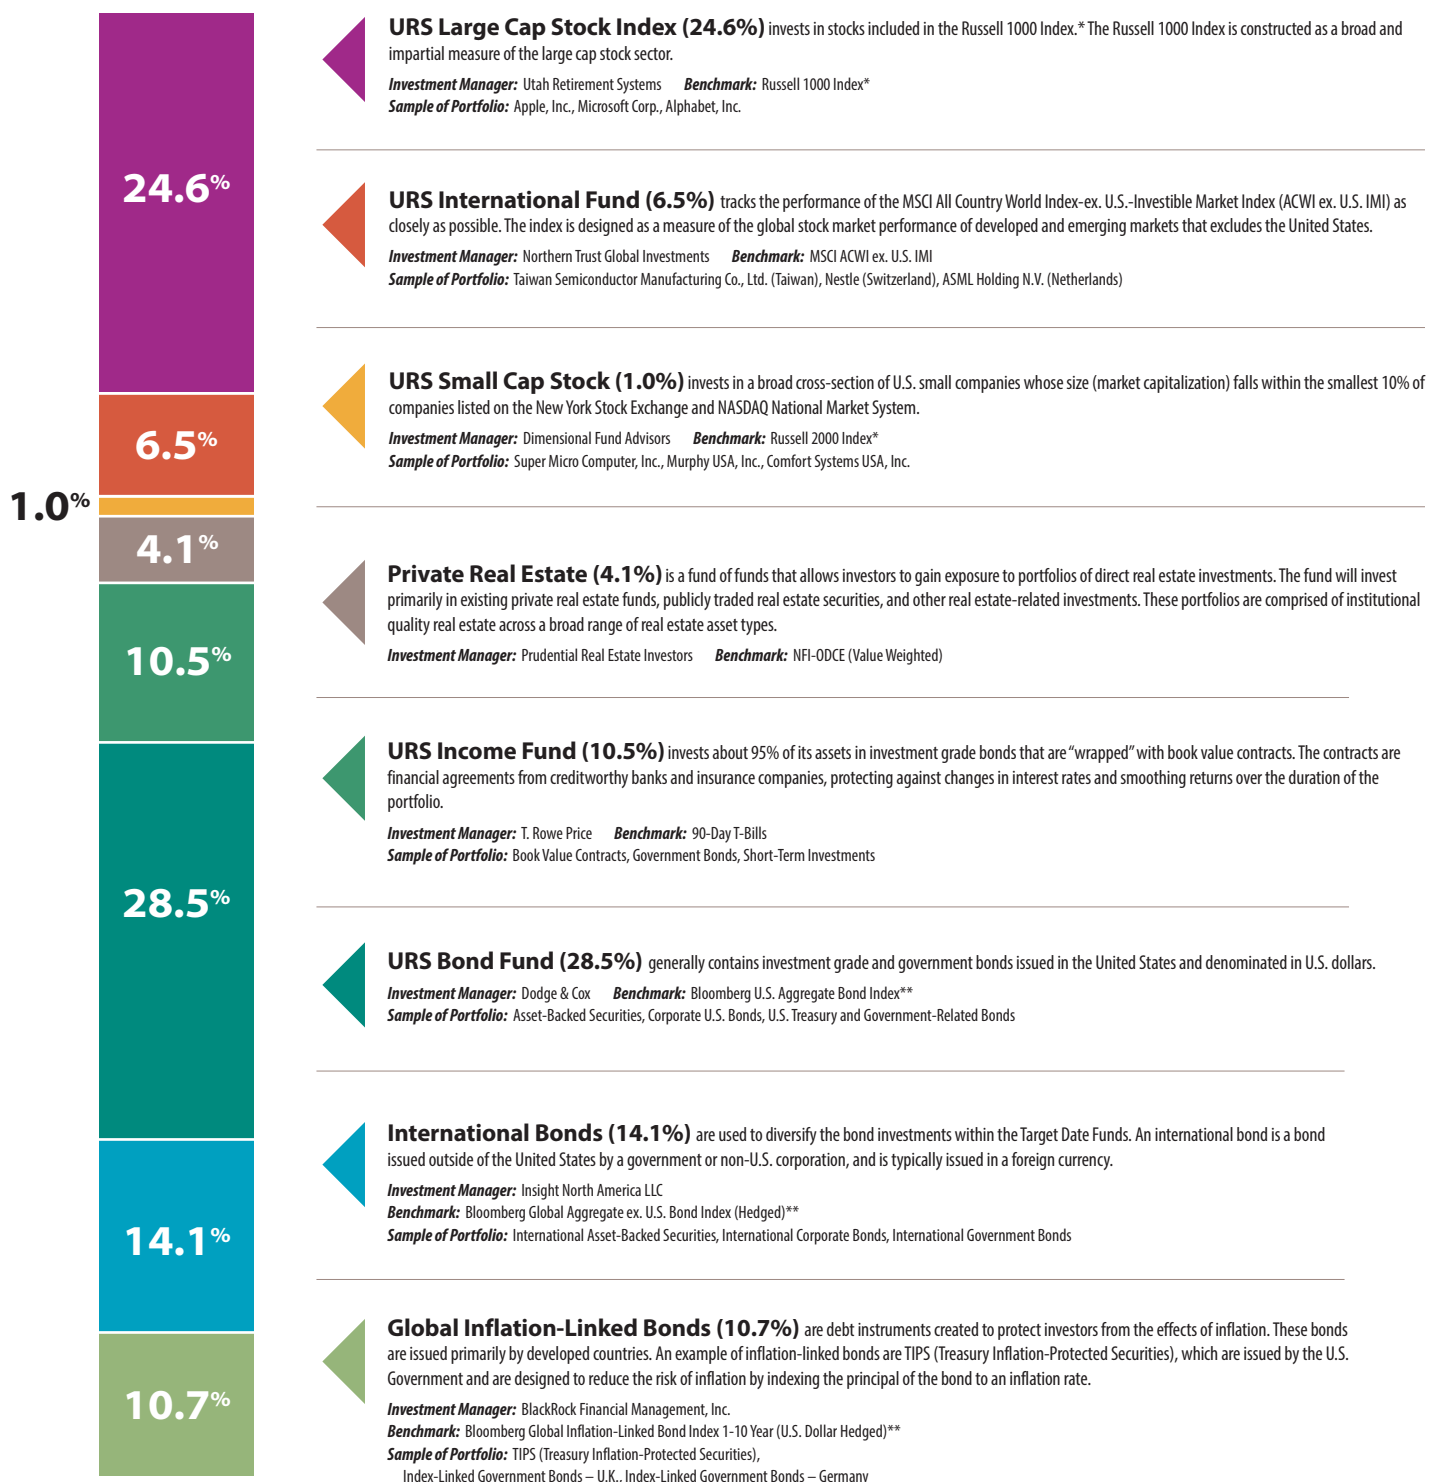 24.6%
6.5%
1.0%
4.1%
10.5%
28.5%
14.1%
10.7%
URS Large Cap Stock Index (24.6%) invests in stocks included in the Russell 1000 Index.* The Russell 1000 Index is constructed as a broad and
impartial measure of the large cap stock sector.
Investment Manager: Utah Retirement Systems Benchmark: Russell 1000 Index*
Sample of Portfolio: Apple, Inc., Microsoft Corp., Alphabet, Inc.
URS International Fund (6.5%) tracks the performance of the MSCI All Country World Index-ex. U.S.-Investible Market Index (ACWI ex. U.S. IMI) as
closely as possible. The index is designed as a measure of the global stock market performance of developed and emerging markets that excludes the United States.
Investment Manager: Northern Trust Global Investments Benchmark: MSCI ACWI ex. U.S. IMI
Sample of Portfolio: Taiwan Semiconductor Manufacturing Co., Ltd. (Taiwan), Nestle (Switzerland), ASML Holding N.V. (Netherlands)
URS Small Cap Stock (1.0%) invests in a broad cross-section of U.S. small companies whose size (market capitalization) falls within the smallest 10% of
companies listed on the New York Stock Exchange and NASDAQ National Market System.
Investment Manager: Dimensional Fund Advisors Benchmark: Russell 2000 Index*
Sample of Portfolio: Super Micro Computer, Inc., Murphy USA, Inc., Comfort Systems USA, Inc.
Private Real Estate (4.1%) is a fund of funds that allows investors to gain exposure to portfolios of direct real estate investments. The fund will invest
primarily in existing private real estate funds, publicly traded real estate securities, and other real estate-related investments. These portfolios are comprised of institutional
quality real estate across a broad range of real estate asset types.
Investment Manager: Prudential Real Estate Investors Benchmark: NFI-ODCE (Value Weighted)
URS Income Fund (10.5%) invests about 95% of its assets in investment grade bonds that are “wrapped” with book value contracts. The contracts are
financial agreements from creditworthy banks and insurance companies, protecting against changes in interest rates and smoothing returns over the duration of the
portfolio.
Investment Manager: T. Rowe Price Benchmark: 90-Day T-Bills
Sample of Portfolio: Book Value Contracts, Government Bonds, Short-Term Investments
URS Bond Fund (28.5%) generally contains investment grade and government bonds issued in the United States and denominated in U.S. dollars.
Investment Manager: Dodge & Cox Benchmark: Bloomberg U.S. Aggregate Bond Index**
Sample of Portfolio: Asset-Backed Securities, Corporate U.S. Bonds, U.S. Treasury and Government-Related Bonds
International Bonds (14.1%) are used to diversify the bond investments within the Target Date Funds. An international bond is a bond
issued outside of the United States by a government or non-U.S. corporation, and is typically issued in a foreign currency.
Investment Manager: Insight North America LLC
Benchmark: Bloomberg Global Aggregate ex. U.S. Bond Index (Hedged)**
Sample of Portfolio: International Asset-Backed Securities, International Corporate Bonds, International Government Bonds
Global Inflation-Linked Bonds (10.7%) are debt instruments created to protect investors from the effects of inflation. These bonds
are issued primarily by developed countries. An example of inflation-linked bonds are TIPS (Treasury Inflation-Protected Securities), which are issued by the U.S.
Government and are designed to reduce the risk of inflation by indexing the principal of the bond to an inflation rate.
Investment Manager: BlackRock Financial Management, Inc.
Benchmark: Bloomberg Global Inflation-Linked Bond Index 1-10 Year (U.S. Dollar Hedged)**
Sample of Portfolio: TIPS (Treasury Inflation-Protected Securities),
Index-Linked Government Bonds – U.K., Index-Linked Government Bonds – Germany